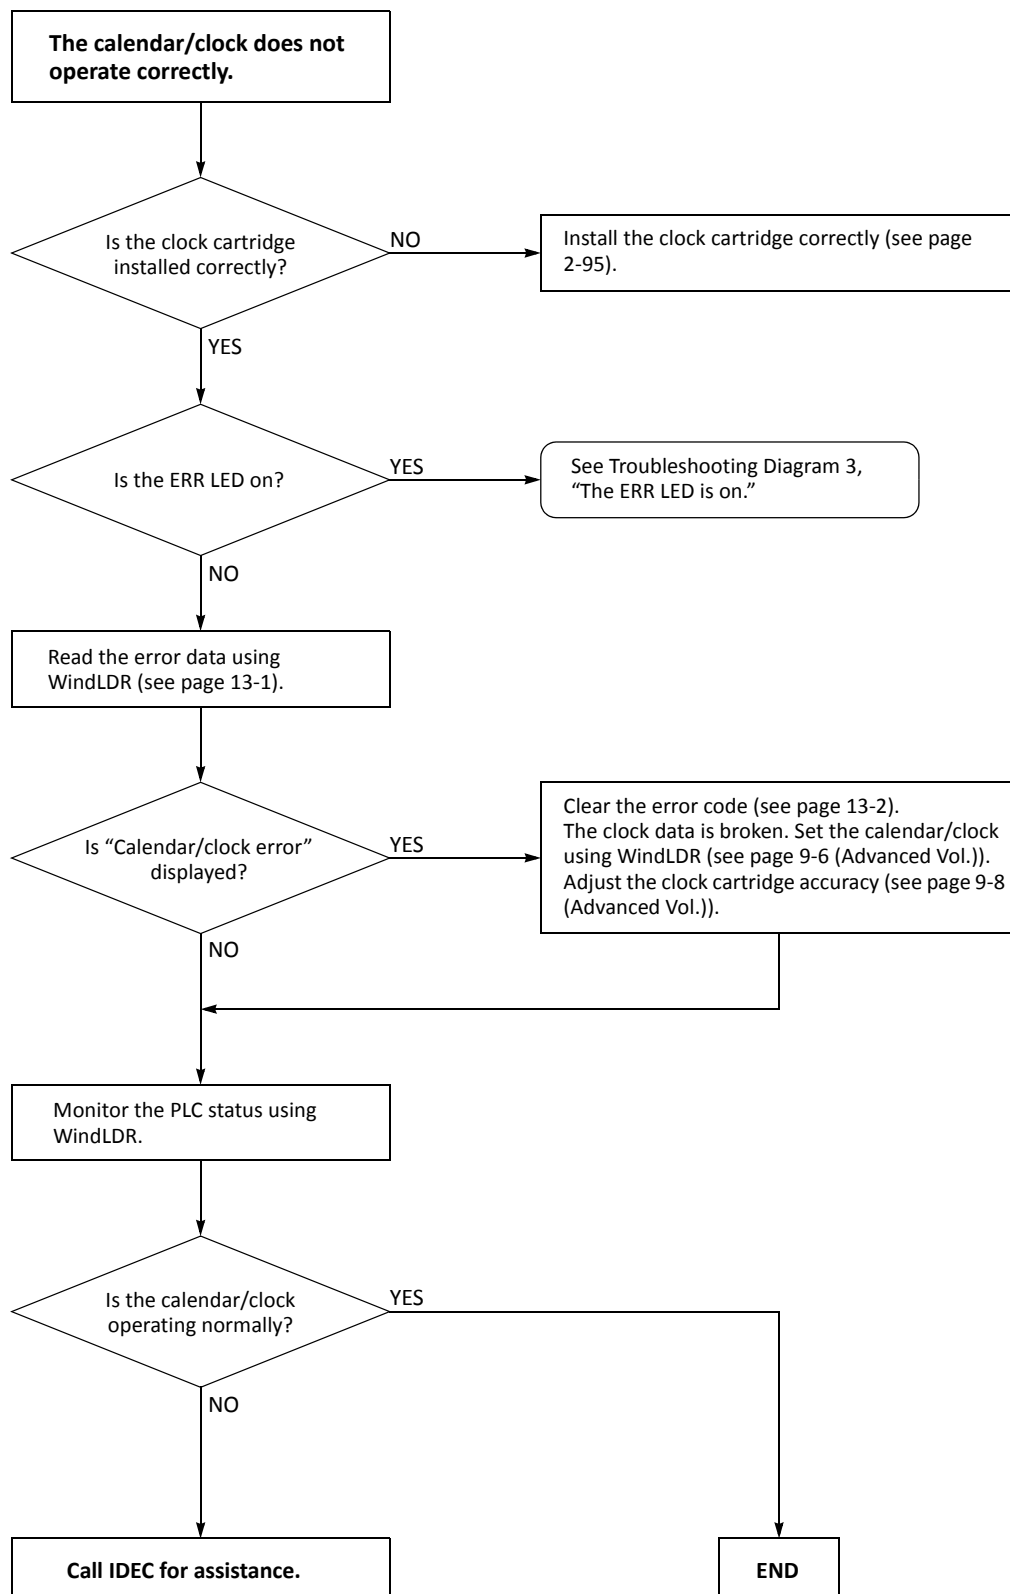 The calendar/clock does not
operate correctly.
Is the clock cartridge
installed correctly?
NO
Install the clock cartridge correctly (see page
2-95).
YES
Is the ERR LED on?
YES
See Troubleshooting Diagram 3,
“The ERR LED is on.”
NO
Read the error data using
WindLDR (see page 13-1).
Is “Calendar/clock error”
displayed?
YES
Clear the error code (see page 13-2).
The clock data is broken. Set the calendar/clock
using WindLDR (see page 9-6 (Advanced Vol.)).
Adjust the clock cartridge accuracy (see page 9-8
(Advanced Vol.)).
NO
Monitor the PLC status using
WindLDR.
Is the calendar/clock
operating normally?
YES
NO
Call IDEC for assistance.
END